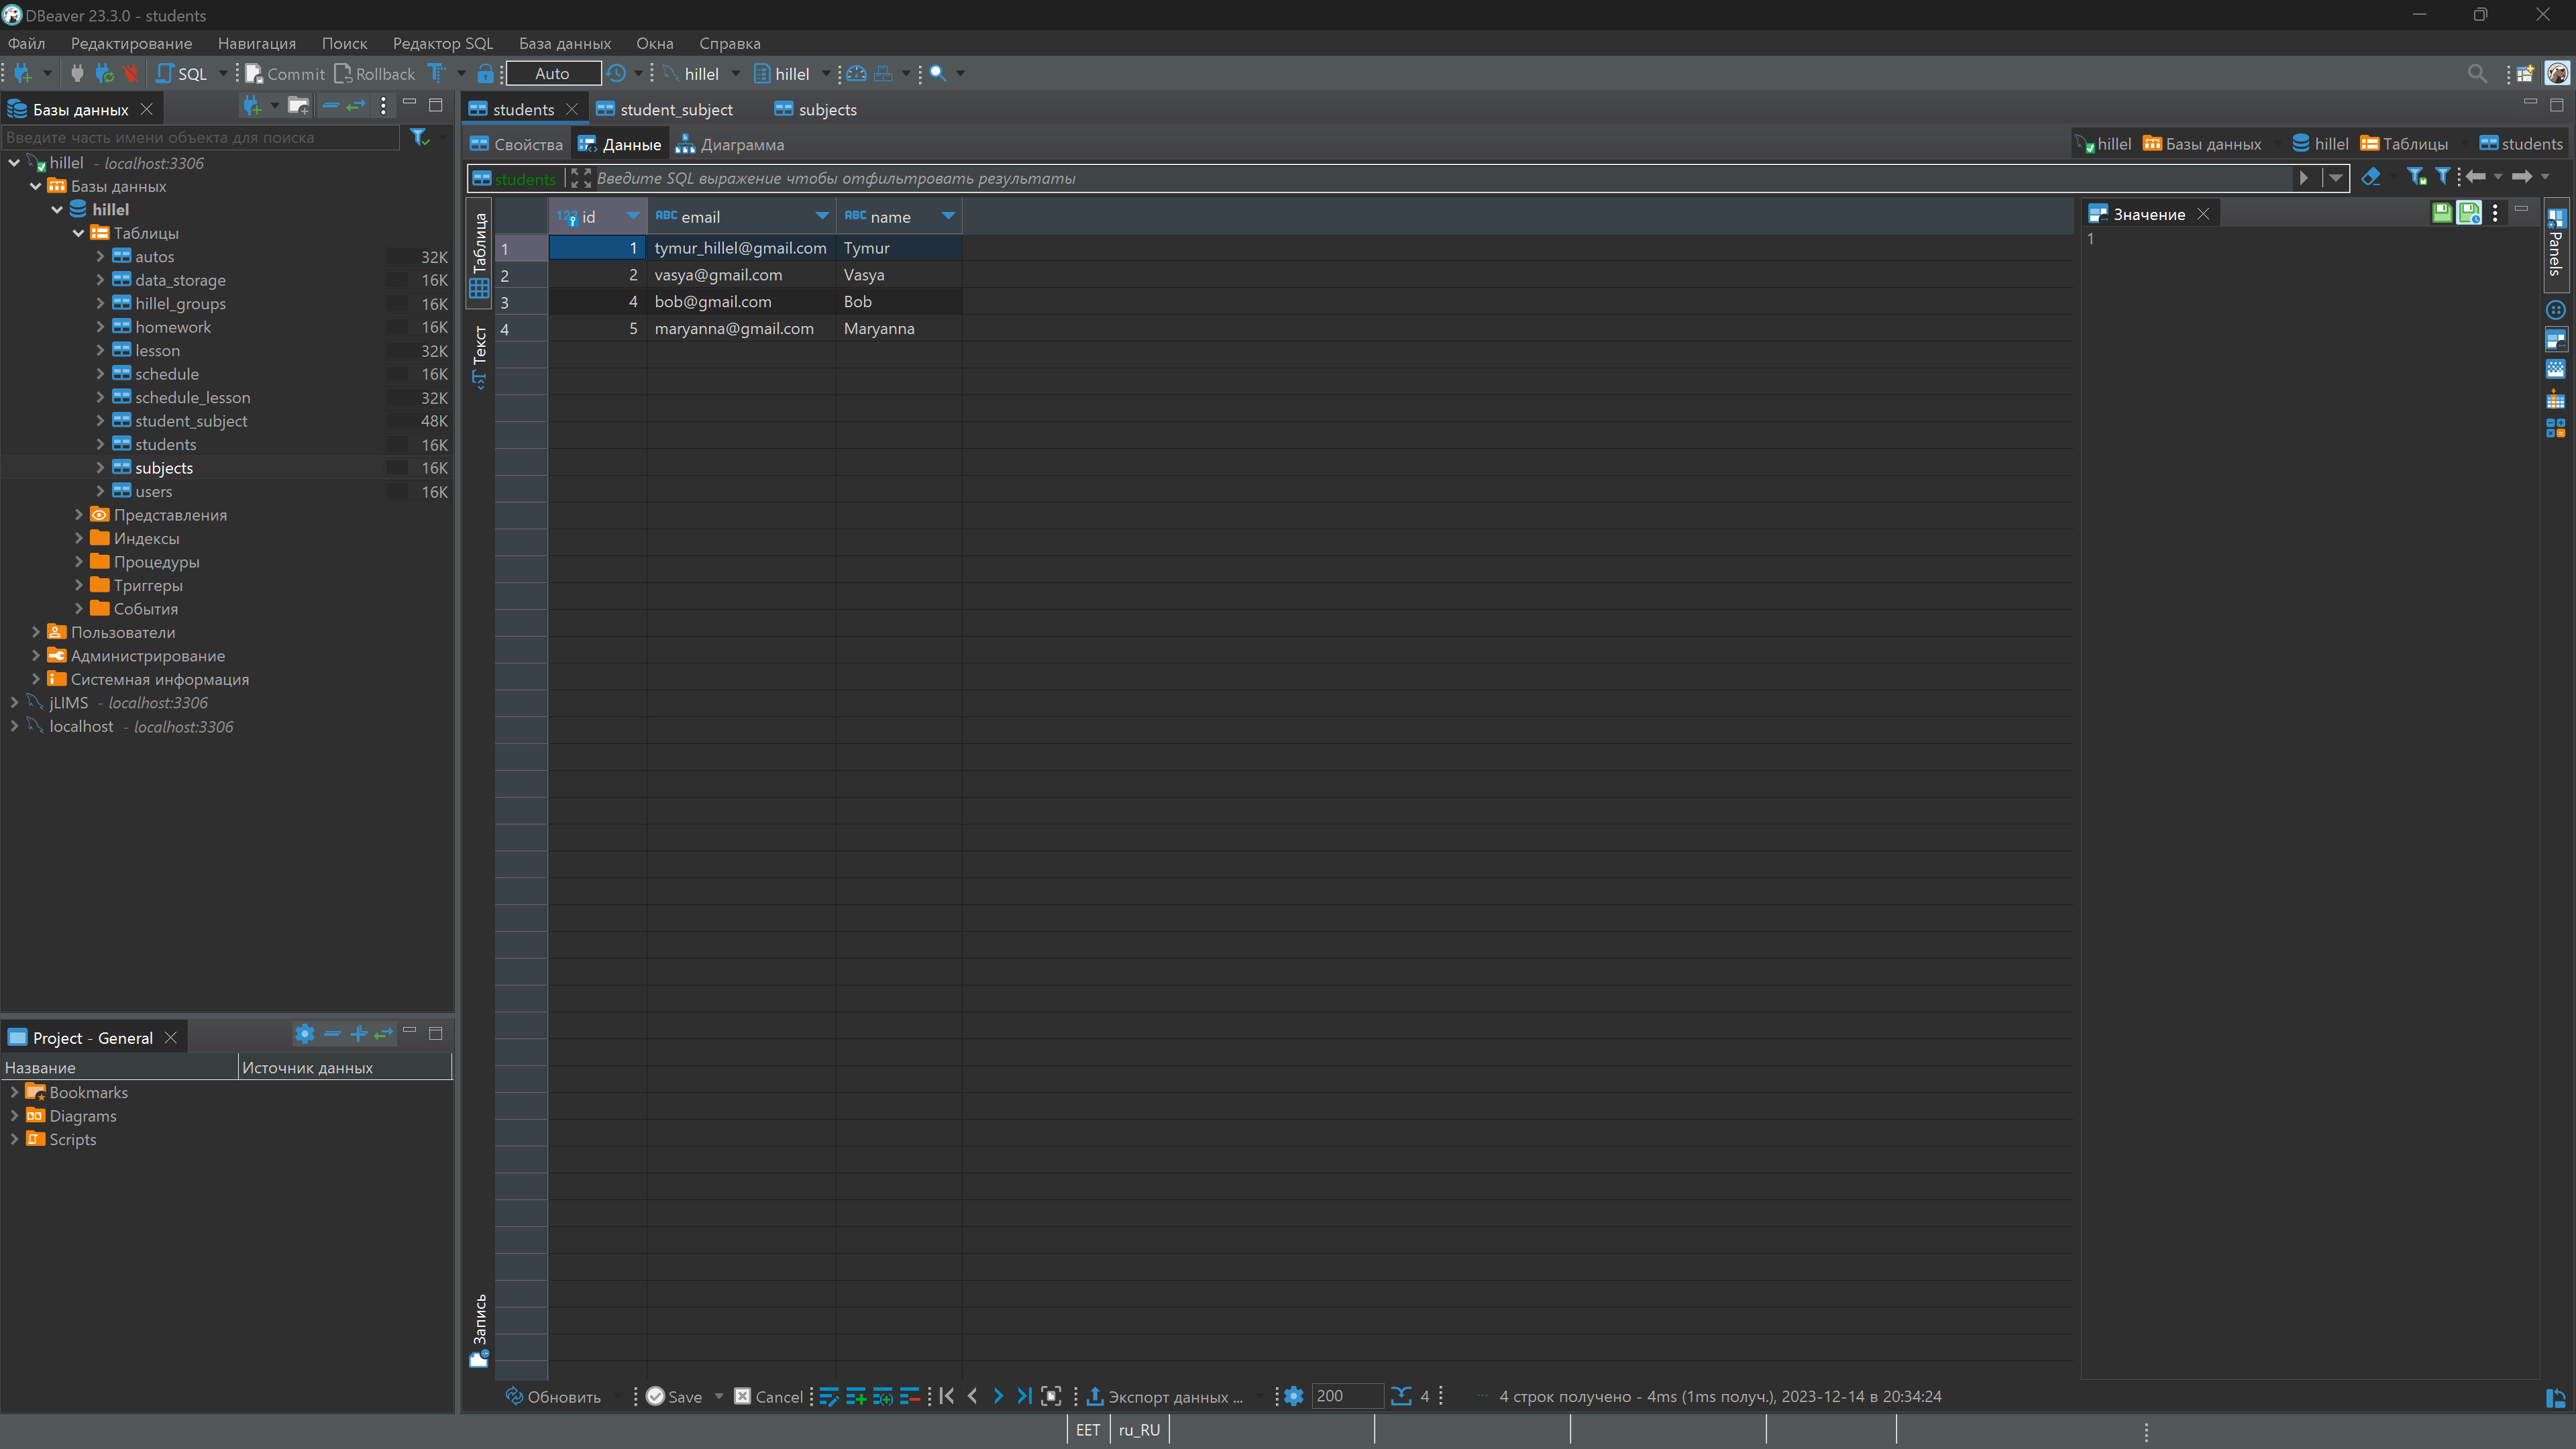 DBeaver 23.3.0 - students
Файл Редактирование Навигация Поиск Редактор SQL База данных Окна Справка
SQL Commit Rollback Auto hillel hillel
Базы данных
Введите часть имени объекта для поиска
hillel - localhost:3306
Базы данных
hillel
Таблицы
autos 32K
data_storage 16K
hillel_groups 16K
homework 16K
lesson 32K
schedule 16K
schedule_lesson 32K
student_subject 48K
students 16K
subjects 16K
users 16K
Представления
Индексы
Процедуры
Триггеры
События
Пользователи
Администрирование
Системная информация
jLIMS - localhost:3306
localhost - localhost:3306
Project - General
Название Источник данных
Bookmarks
Diagrams
Scripts
students student_subject subjects
Свойства Данные Диаграмма
hillel Базы данных hillel Таблицы students
students Введите SQL выражение чтобы отфильтровать результаты
Таблица
Текст
Запись
123 id ABC email ABC name
1 1 tymur_hillel@gmail.com Tymur
2 2 vasya@gmail.com Vasya
3 4 bob@gmail.com Bob
4 5 maryanna@gmail.com Maryanna
Значение
1
Panels
Обновить Save Cancel Экспорт данных ... 200 4 4 строк получено - 4ms (1ms получ.), 2023-12-14 в 20:34:24
EET ru_RU